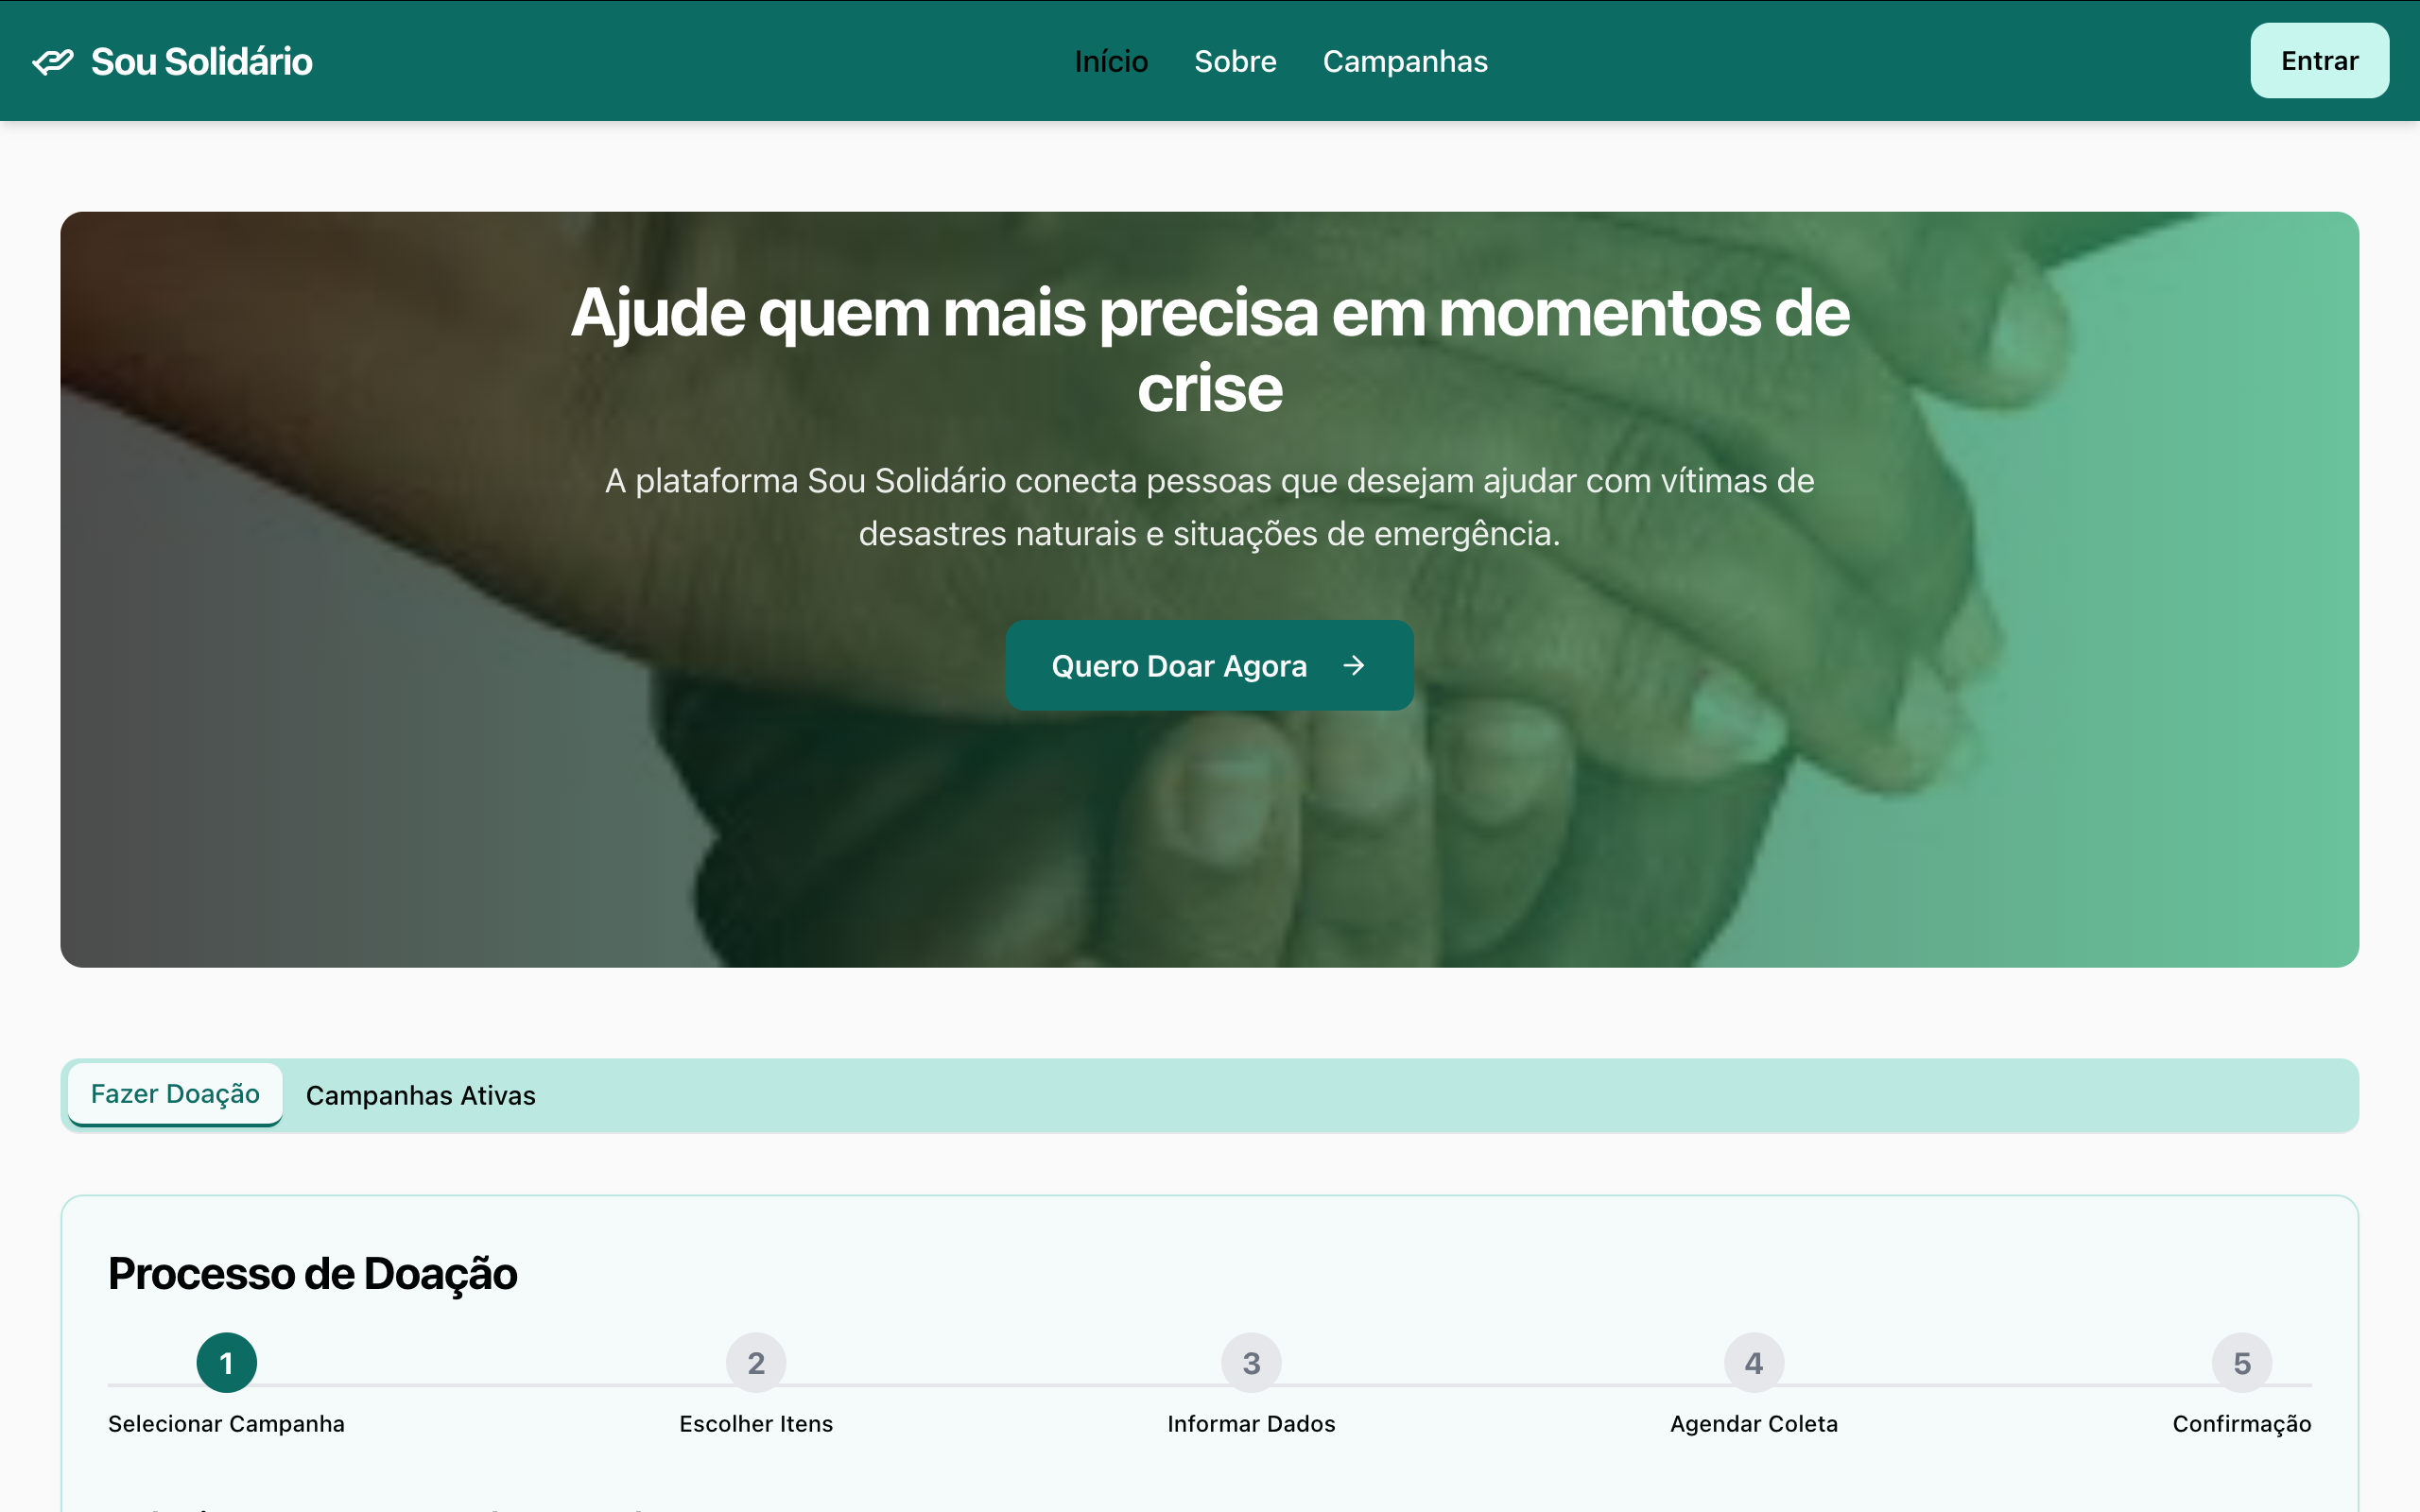 Sou Solidário
Início
Sobre
Campanhas
Entrar
Ajude quem mais precisa em momentos de
crise
A plataforma Sou Solidário conecta pessoas que desejam ajudar com vítimas de
desastres naturais e situações de emergência.
Quero Doar Agora
Fazer Doação
Campanhas Ativas
Processo de Doação
1
2
3
4
5
Selecionar Campanha
Escolher Itens
Informar Dados
Agendar Coleta
Confirmação